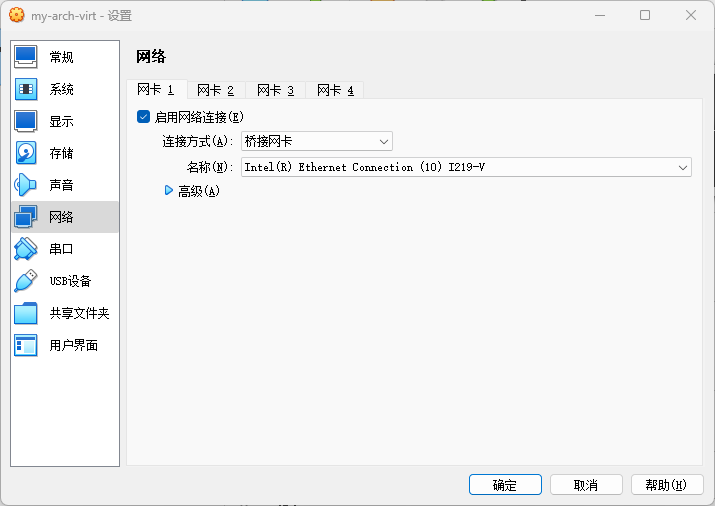 my-arch-virt - 设置
常规
系统
显示
存储
声音
网络
串口
USB设备
共享文件夹
用户界面
网络
网卡 1 网卡 2 网卡 3 网卡 4
启用网络连接(E)
连接方式(A): 桥接网卡
名称(N): Intel(R) Ethernet Connection (10) I219-V
高级(A)
确定 取消 帮助(H)